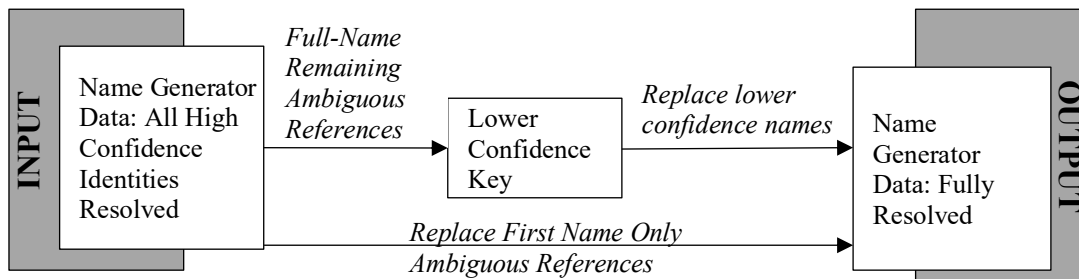 INPUT
Name Generator
Data: All High
Confidence
Identities
Resolved
Full-Name
Remaining
Ambiguous
References
Lower
Confidence
Key
Replace lower
confidence names
Replace First Name Only
Ambiguous References
Name
Generator
Data: Fully
Resolved
OUTPUT